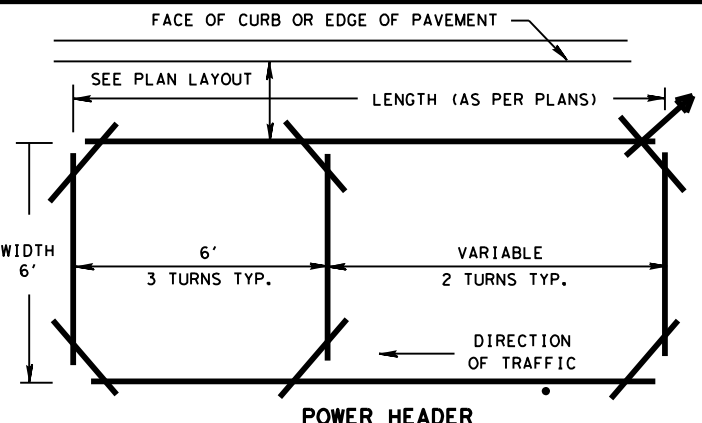 FACE OF CURB OR EDGE OF PAVEMENT
SEE PLAN LAYOUT
LENGTH (AS PER PLANS)
WIDTH
6'
6'
3 TURNS TYP.
VARIABLE
2 TURNS TYP.
DIRECTION
OF TRAFFIC
POWER HEADER